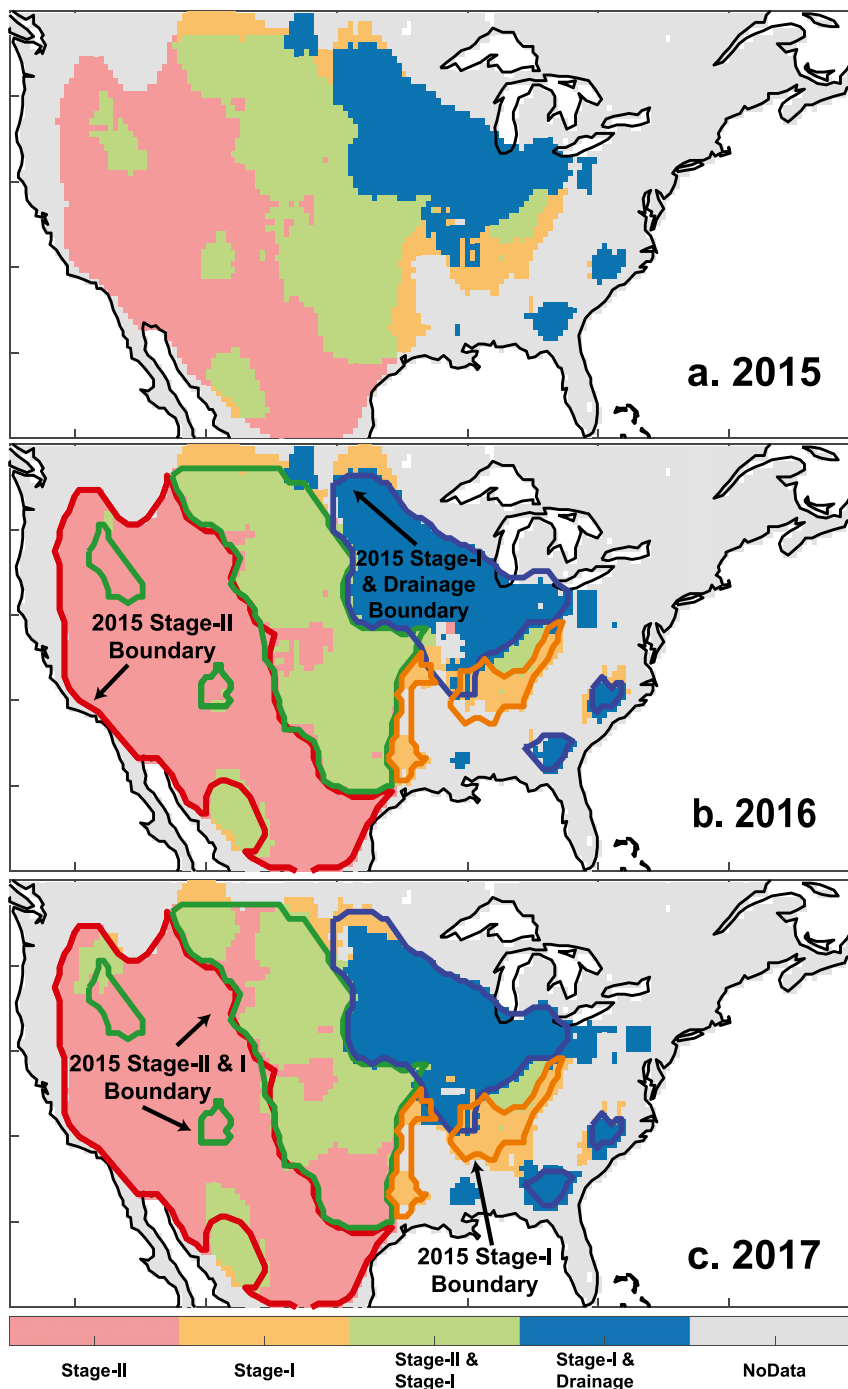 a. 2015
2015 Stage-I
& Drainage
Boundary
2015 Stage-II
Boundary
b. 2016
2015 Stage-II & I
Boundary
2015 Stage-I
Boundary
c. 2017
Stage-II
Stage-I
Stage-II &
Stage-I
Stage-I &
Drainage
NoData